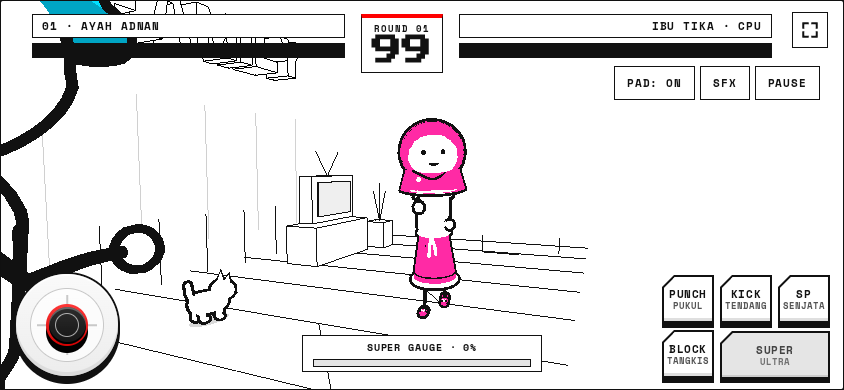 01 · AYAH ADNAN
ROUND 01
99
IBU TIKA · CPU
PAD: ON
SFX
PAUSE
PUNCH
PUKUL
KICK
TENDANG
SP
SENJATA
BLOCK
TANGKIS
SUPER
ULTRA
SUPER GAUGE · 0%